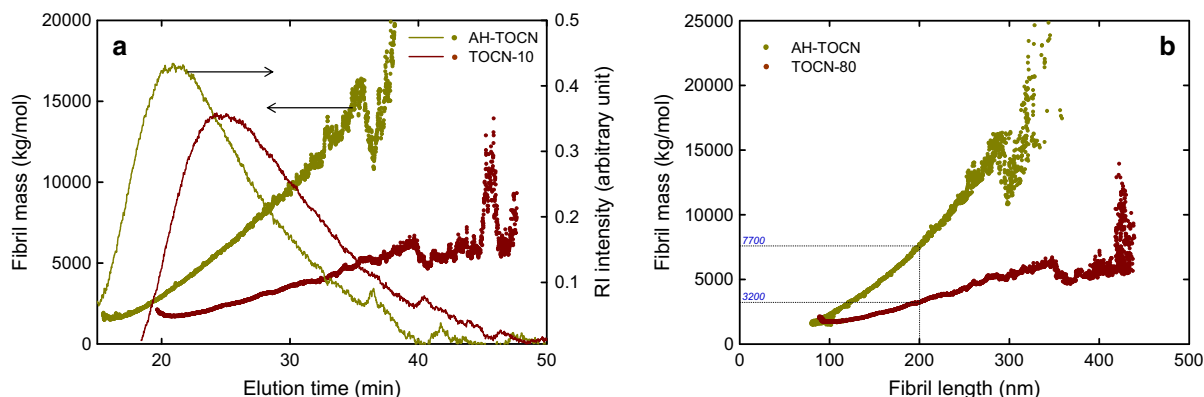 a
AH-TOCN
TOCN-10
Fibril mass (kg/mol)
20000
15000
10000
5000
0
RI intensity (arbitrary unit)
0.5
0.4
0.3
0.2
0.1
20 30 40 50
Elution time (min)
b
AH-TOCN
TOCN-80
Fibril mass (kg/mol)
25000
20000
15000
10000
5000
0
7700
3200
0 100 200 300 400 500
Fibril length (nm)